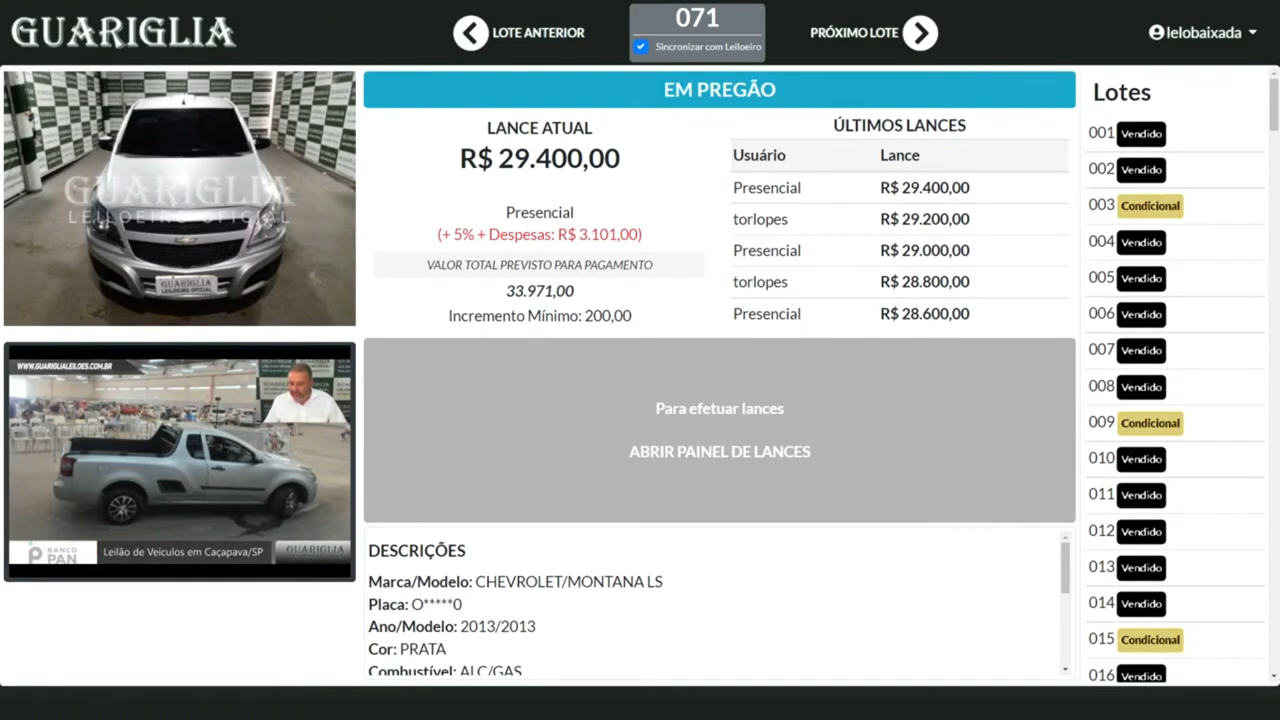 GUARIGLIA
LOTE ANTERIOR
071
Sincronizar com Leiloeiro
PRÓXIMO LOTE
lelobaixada
GUARIGLIA
LEILOEIRO OFICIAL
GUARIGLIA
LEILOEIRO OFICIAL
EM PREGÃO
LANCE ATUAL
R$ 29.400,00
Presencial
(+ 5% + Despesas: R$ 3.101,00)
VALOR TOTAL PREVISTO PARA PAGAMENTO
33.971,00
Incremento Mínimo: 200,00
ÚLTIMOS LANCES
Usuário Lance
Presencial R$ 29.400,00
torlopes R$ 29.200,00
Presencial R$ 29.000,00
torlopes R$ 28.800,00
Presencial R$ 28.600,00
WWW.GUARIGLIALEILOES.COM.BR
BANCO
PAN
Leilão de Veiculos em Caçapava/SP
GUARIGLIA
Para efetuar lances
ABRIR PAINEL DE LANCES
DESCRIÇÕES
Marca/Modelo: CHEVROLET/MONTANA LS
Placa: O*****0
Ano/Modelo: 2013/2013
Cor: PRATA
Combustível: ALC/GAS
Lotes
001 Vendido
002 Vendido
003 Condicional
004 Vendido
005 Vendido
006 Vendido
007 Vendido
008 Vendido
009 Condicional
010 Vendido
011 Vendido
012 Vendido
013 Vendido
014 Vendido
015 Condicional
016 Vendido